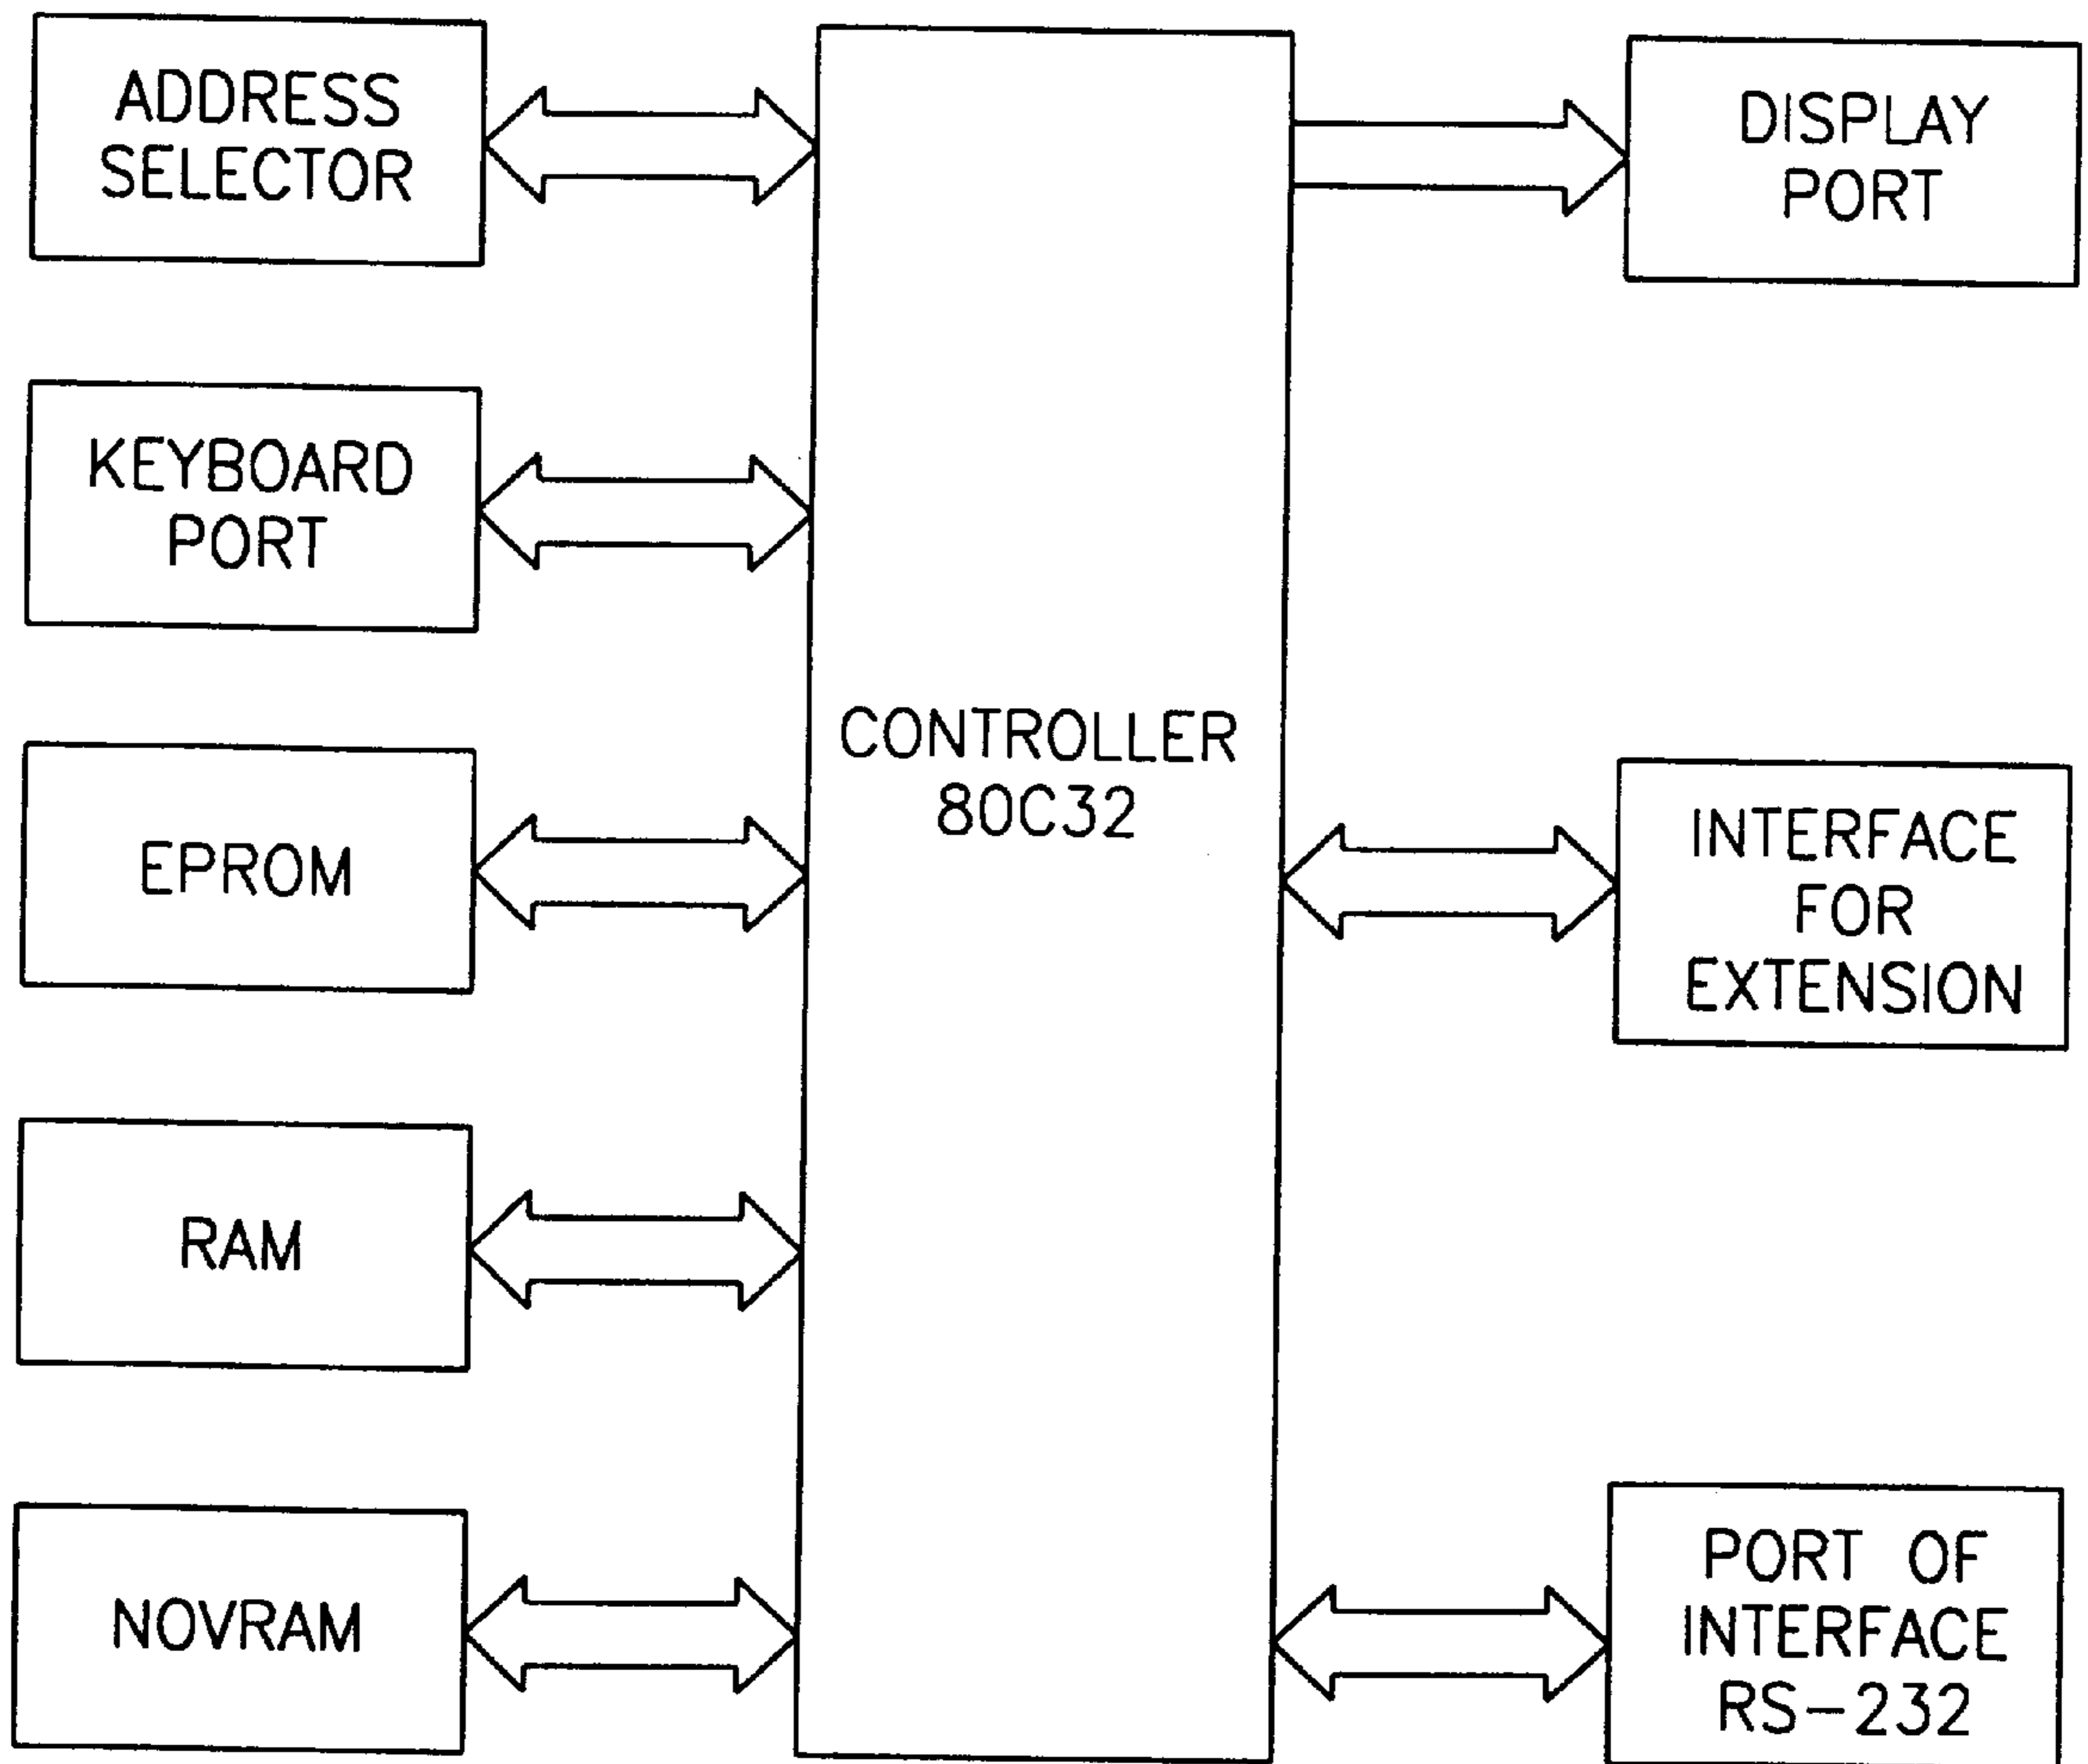 ADDRESS
SELECTOR
KEYBOARD
PORT
EPROM
RAM
NOVRAM
CONTROLLER
80C32
DISPLAY
PORT
INTERFACE
FOR
EXTENSION
PORT OF
INTERFACE
RS-232